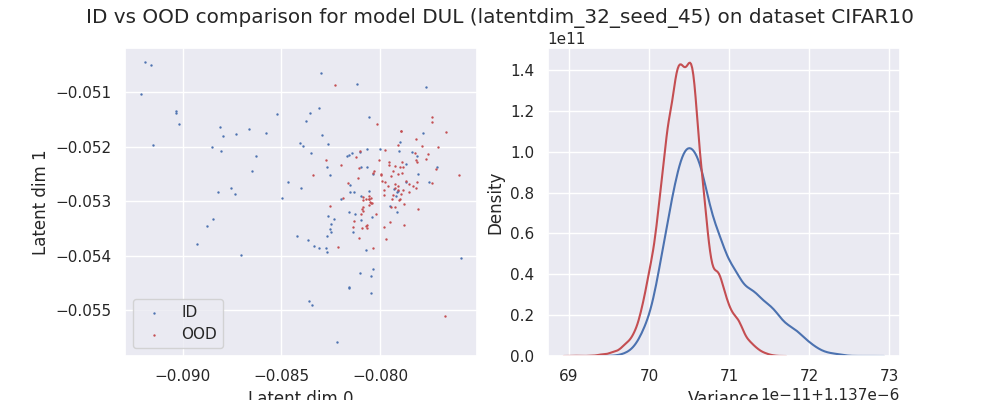 ID vs OOD comparison for model DUL (latentdim_32_seed_45) on dataset CIFAR10
Latent dim 1
−0.051
−0.052
−0.053
−0.054
−0.055
ID
OOD
−0.090
−0.085
−0.080
Latent dim 0
1e11
Density
1.4
1.2
1.0
0.8
0.6
0.4
0.2
0.0
69
70
71
72
73
Variance
1e−11+1.137e−6